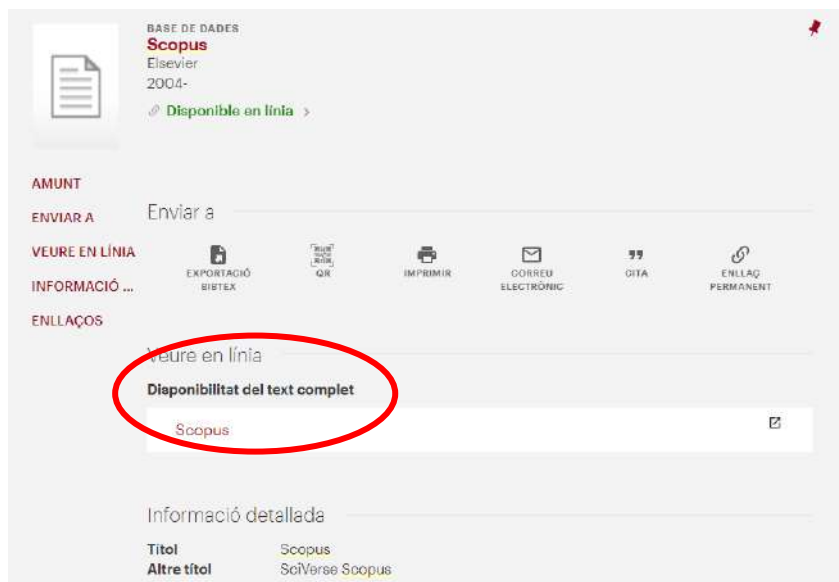 BASE DE DADES
Scopus
Elsevier
2004-
Disponible en línia >
AMUNT
ENVIAR A
VEURE EN LÍNIA
INFORMACIÓ ...
ENLLAÇOS
Enviar a
EXPORTACIÓ BIBTEX
QR
IMPRIMIR
CORREU ELECTRÒNIC
CITA
ENLLAÇ PERMANENT
Veure en línia
Disponibilitat del text complet
Scopus
Informació detallada
Títol Scopus
Altre títol SciVerse Scopus